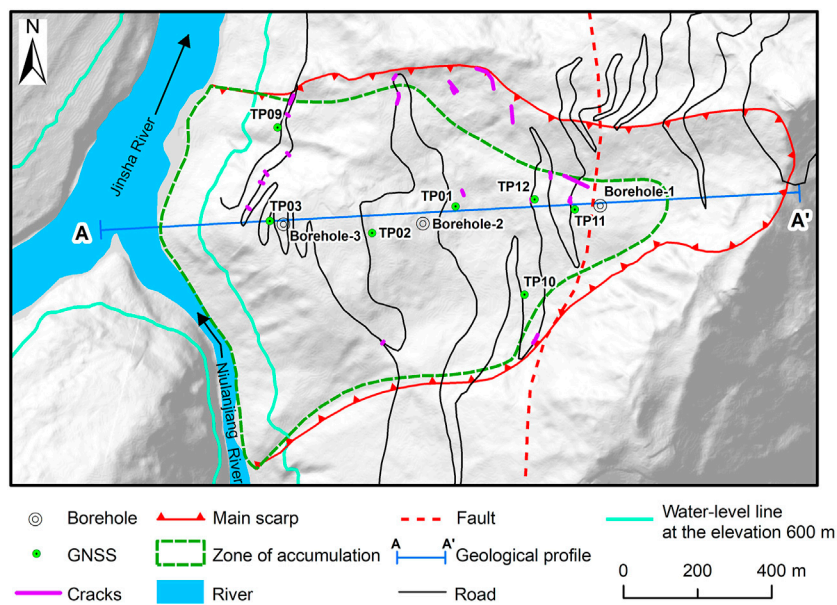 N
Jinsha River
TP09
TP12
TP01
Borehole-1
TP03
A
Borehole-3
TP02
Borehole-2
TP11
A'
TP10
Niulanjiang River
Borehole
Main scarp
Fault
Water-level line
at the elevation 600 m
GNSS
Zone of accumulation
A A'
Geological profile
Cracks
River
Road
0 200 400 m